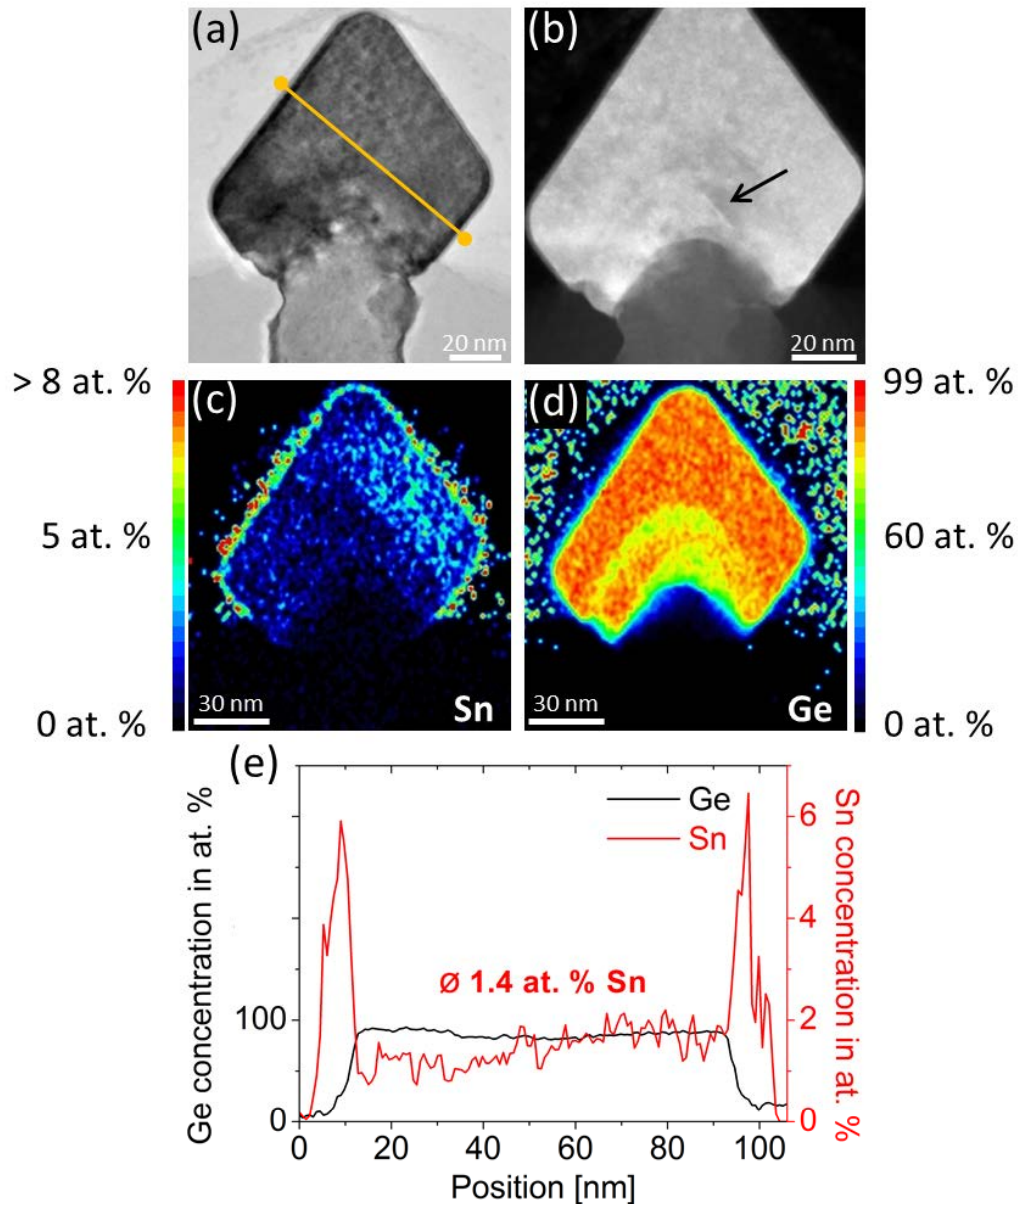 (a)
(b)
20 nm
20 nm
> 8 at. %
(c)
(d)
99 at. %
5 at. %
60 at. %
30 nm
Sn
30 nm
Ge
0 at. %
0 at. %
(e)
Ge concentration in at. %
Sn concentration in at. %
Ge
Sn
6
4
Ø 1.4 at. % Sn
100
2
0
0
0
20
40
60
80
100
Position [nm]